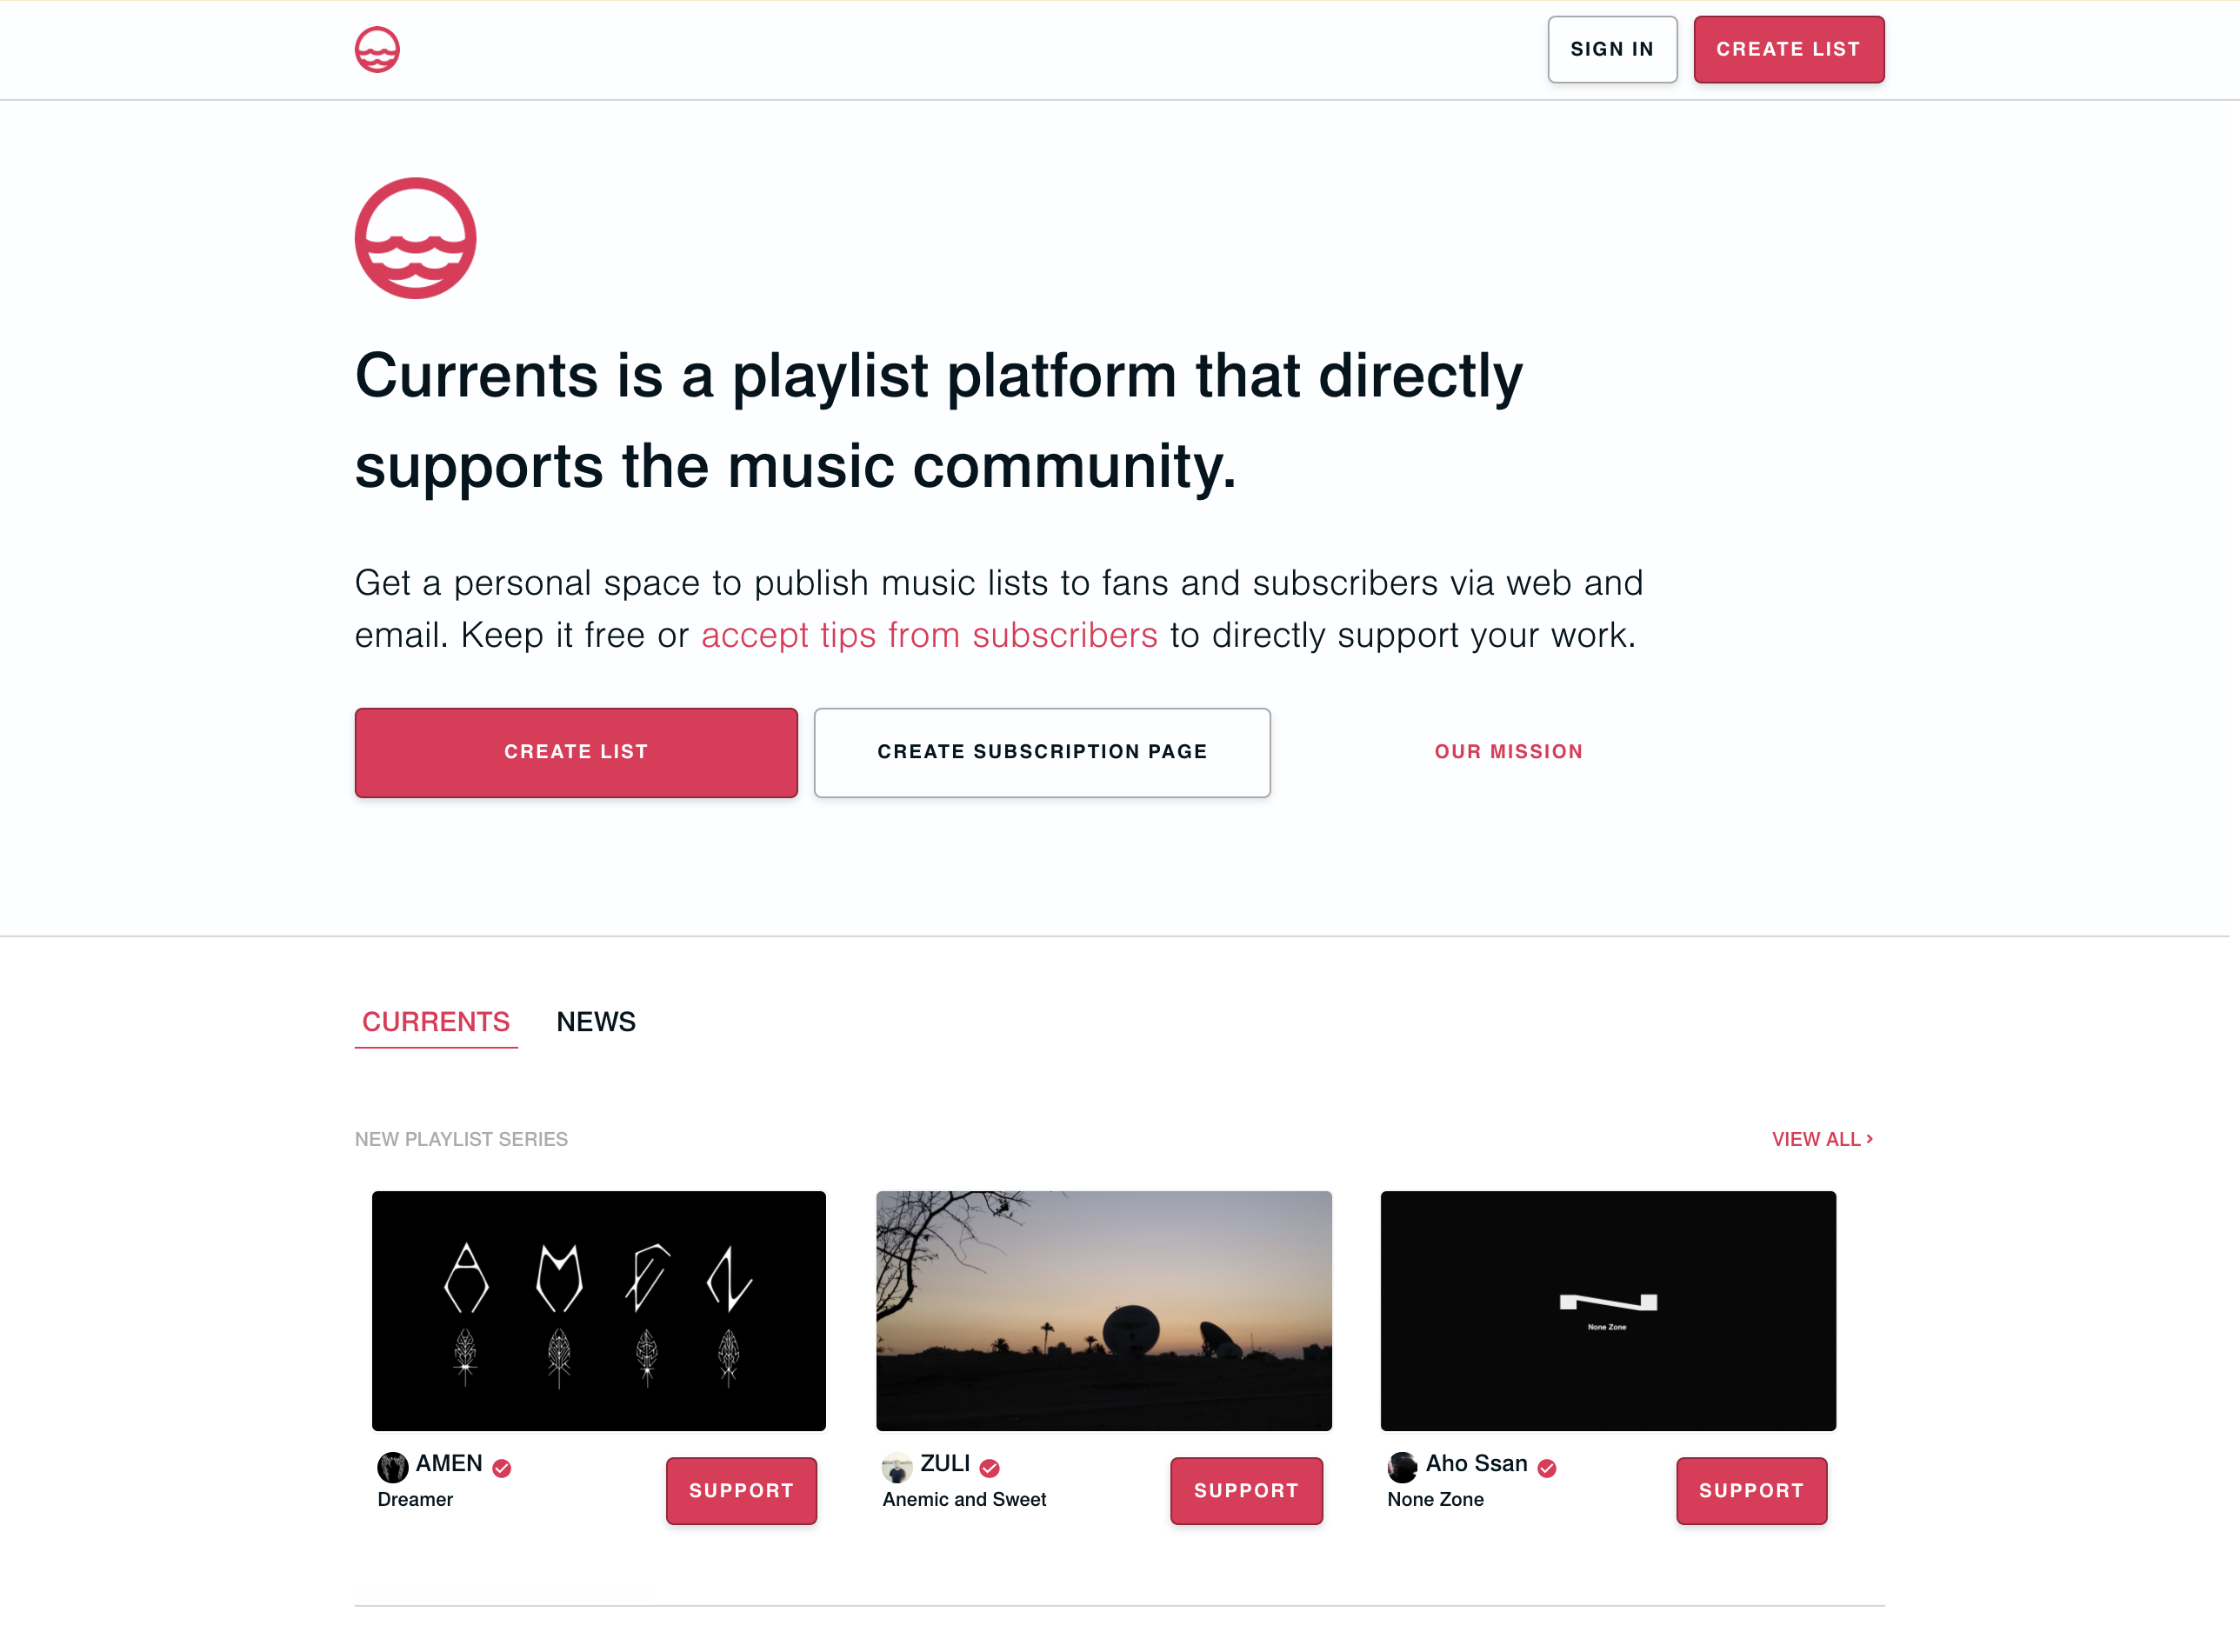 SIGN IN
CREATE LIST
Currents is a playlist platform that directly
supports the music community.
Get a personal space to publish music lists to fans and subscribers via web and
email. Keep it free or accept tips from subscribers to directly support your work.
CREATE LIST
CREATE SUBSCRIPTION PAGE
OUR MISSION
CURRENTS
NEWS
NEW PLAYLIST SERIES
VIEW ALL ›
AMEN
None Zone
AMEN
Dreamer
SUPPORT
ZULI
Anemic and Sweet
SUPPORT
Aho Ssan
None Zone
SUPPORT